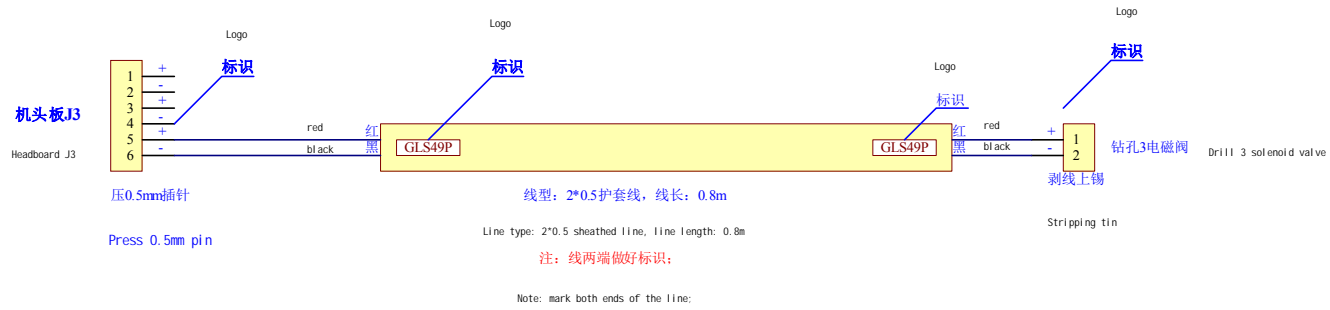 Logo
Logo
Logo
Logo
标识
标识
标识
标识
机头板J3
Headboard J3
1 +
2 -
3 +
4 -
5 +
6 -
red
black
红
黑
GLS49P
GLS49P
红
黑
red
black
+ 1
- 2
钻孔3电磁阀
Drill 3 solenoid valve
压0.5mm插针
Press 0.5mm pin
线型：2*0.5护套线，线长：0.8m
Line type: 2*0.5 sheathed line, line length: 0.8m
注：线两端做好标识；
Note: mark both ends of the line;
剥线上锡
Stripping tin